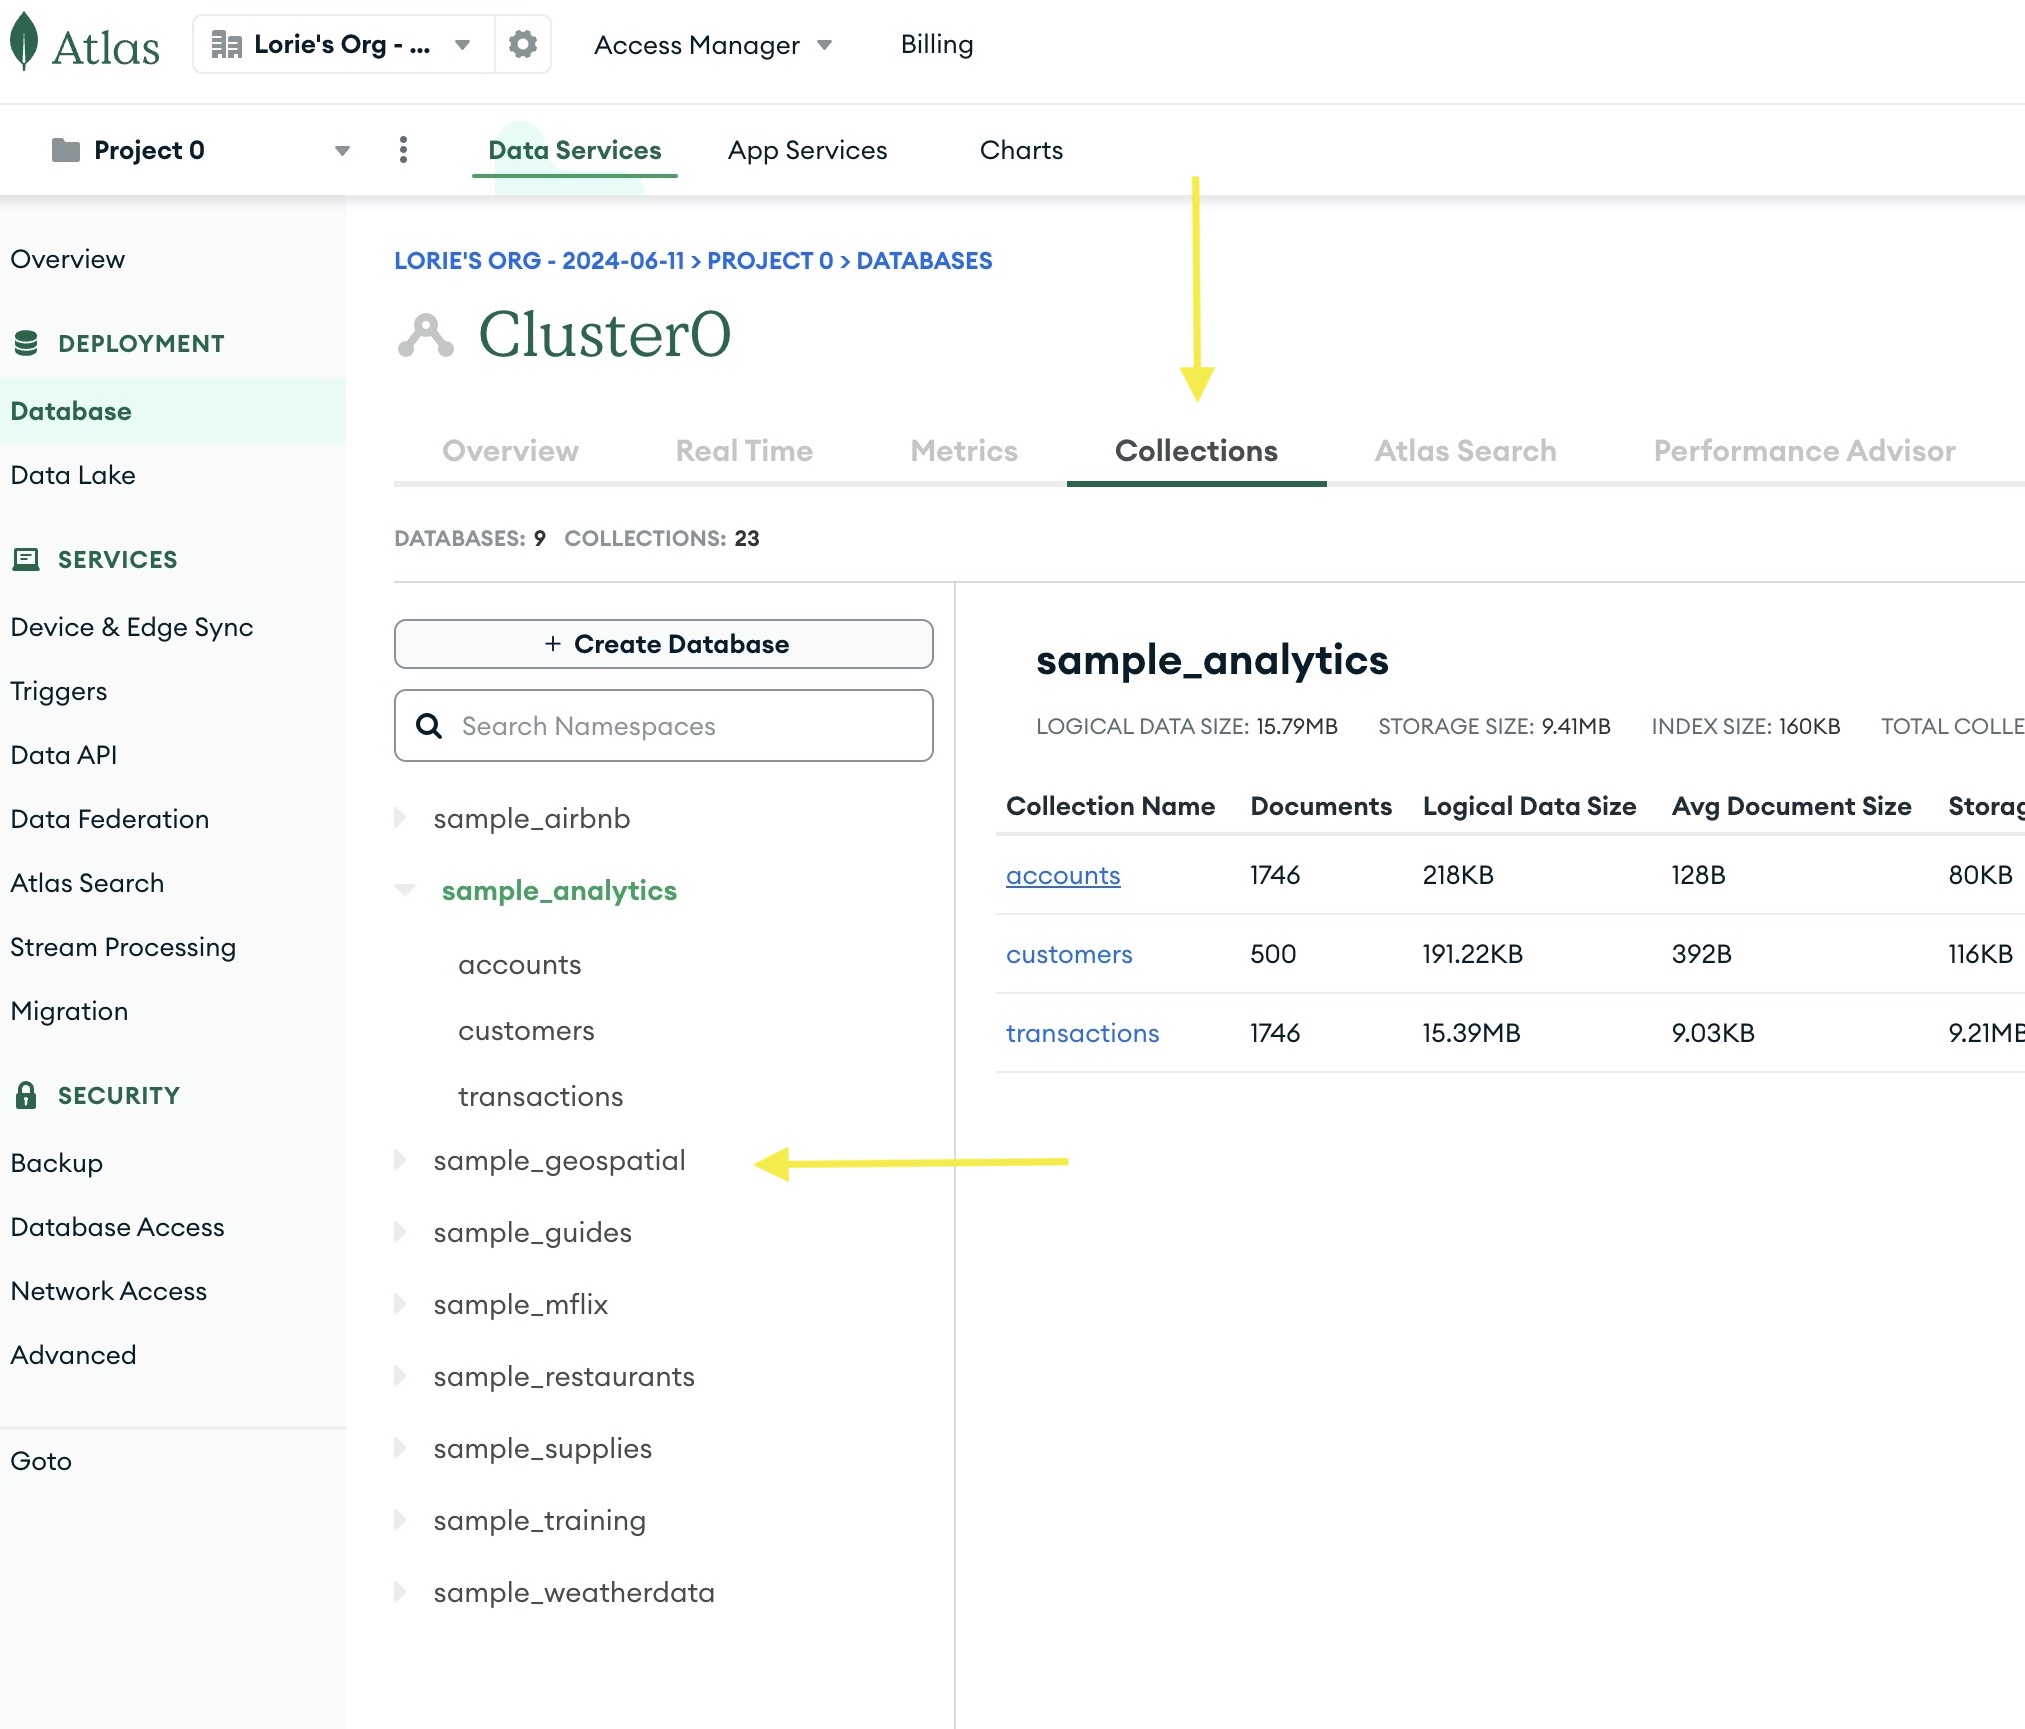 Atlas
Lorie's Org - ...
Access Manager
Billing
Project 0
Data Services
App Services
Charts
Overview
DEPLOYMENT
Database
Data Lake
SERVICES
Device & Edge Sync
Triggers
Data API
Data Federation
Atlas Search
Stream Processing
Migration
SECURITY
Backup
Database Access
Network Access
Advanced
Goto
LORIE'S ORG - 2024-06-11 > PROJECT 0 > DATABASES
Cluster0
Overview
Real Time
Metrics
Collections
Atlas Search
Performance Advisor
DATABASES: 9 COLLECTIONS: 23
+ Create Database
Search Namespaces
sample_airbnb
sample_analytics
accounts
customers
transactions
sample_geospatial
sample_guides
sample_mflix
sample_restaurants
sample_supplies
sample_training
sample_weatherdata
sample_analytics
LOGICAL DATA SIZE: 15.79MB STORAGE SIZE: 9.41MB INDEX SIZE: 160KB TOTAL COLLE
Collection Name Documents Logical Data Size Avg Document Size Storag
accounts 1746 218KB 128B 80KB
customers 500 191.22KB 392B 116KB
transactions 1746 15.39MB 9.03KB 9.21MB